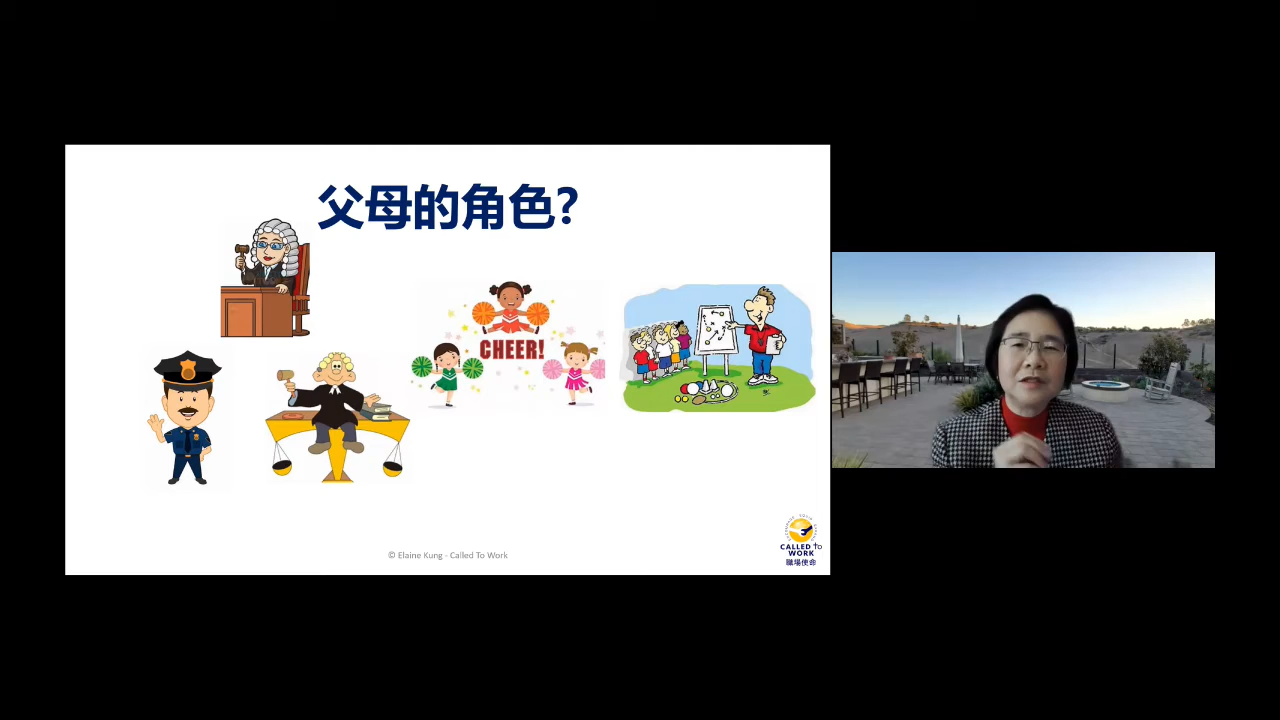 父母的角色?
CHEER!
© Elaine Kung - Called To Work
CALLED to
WORK
職場使命